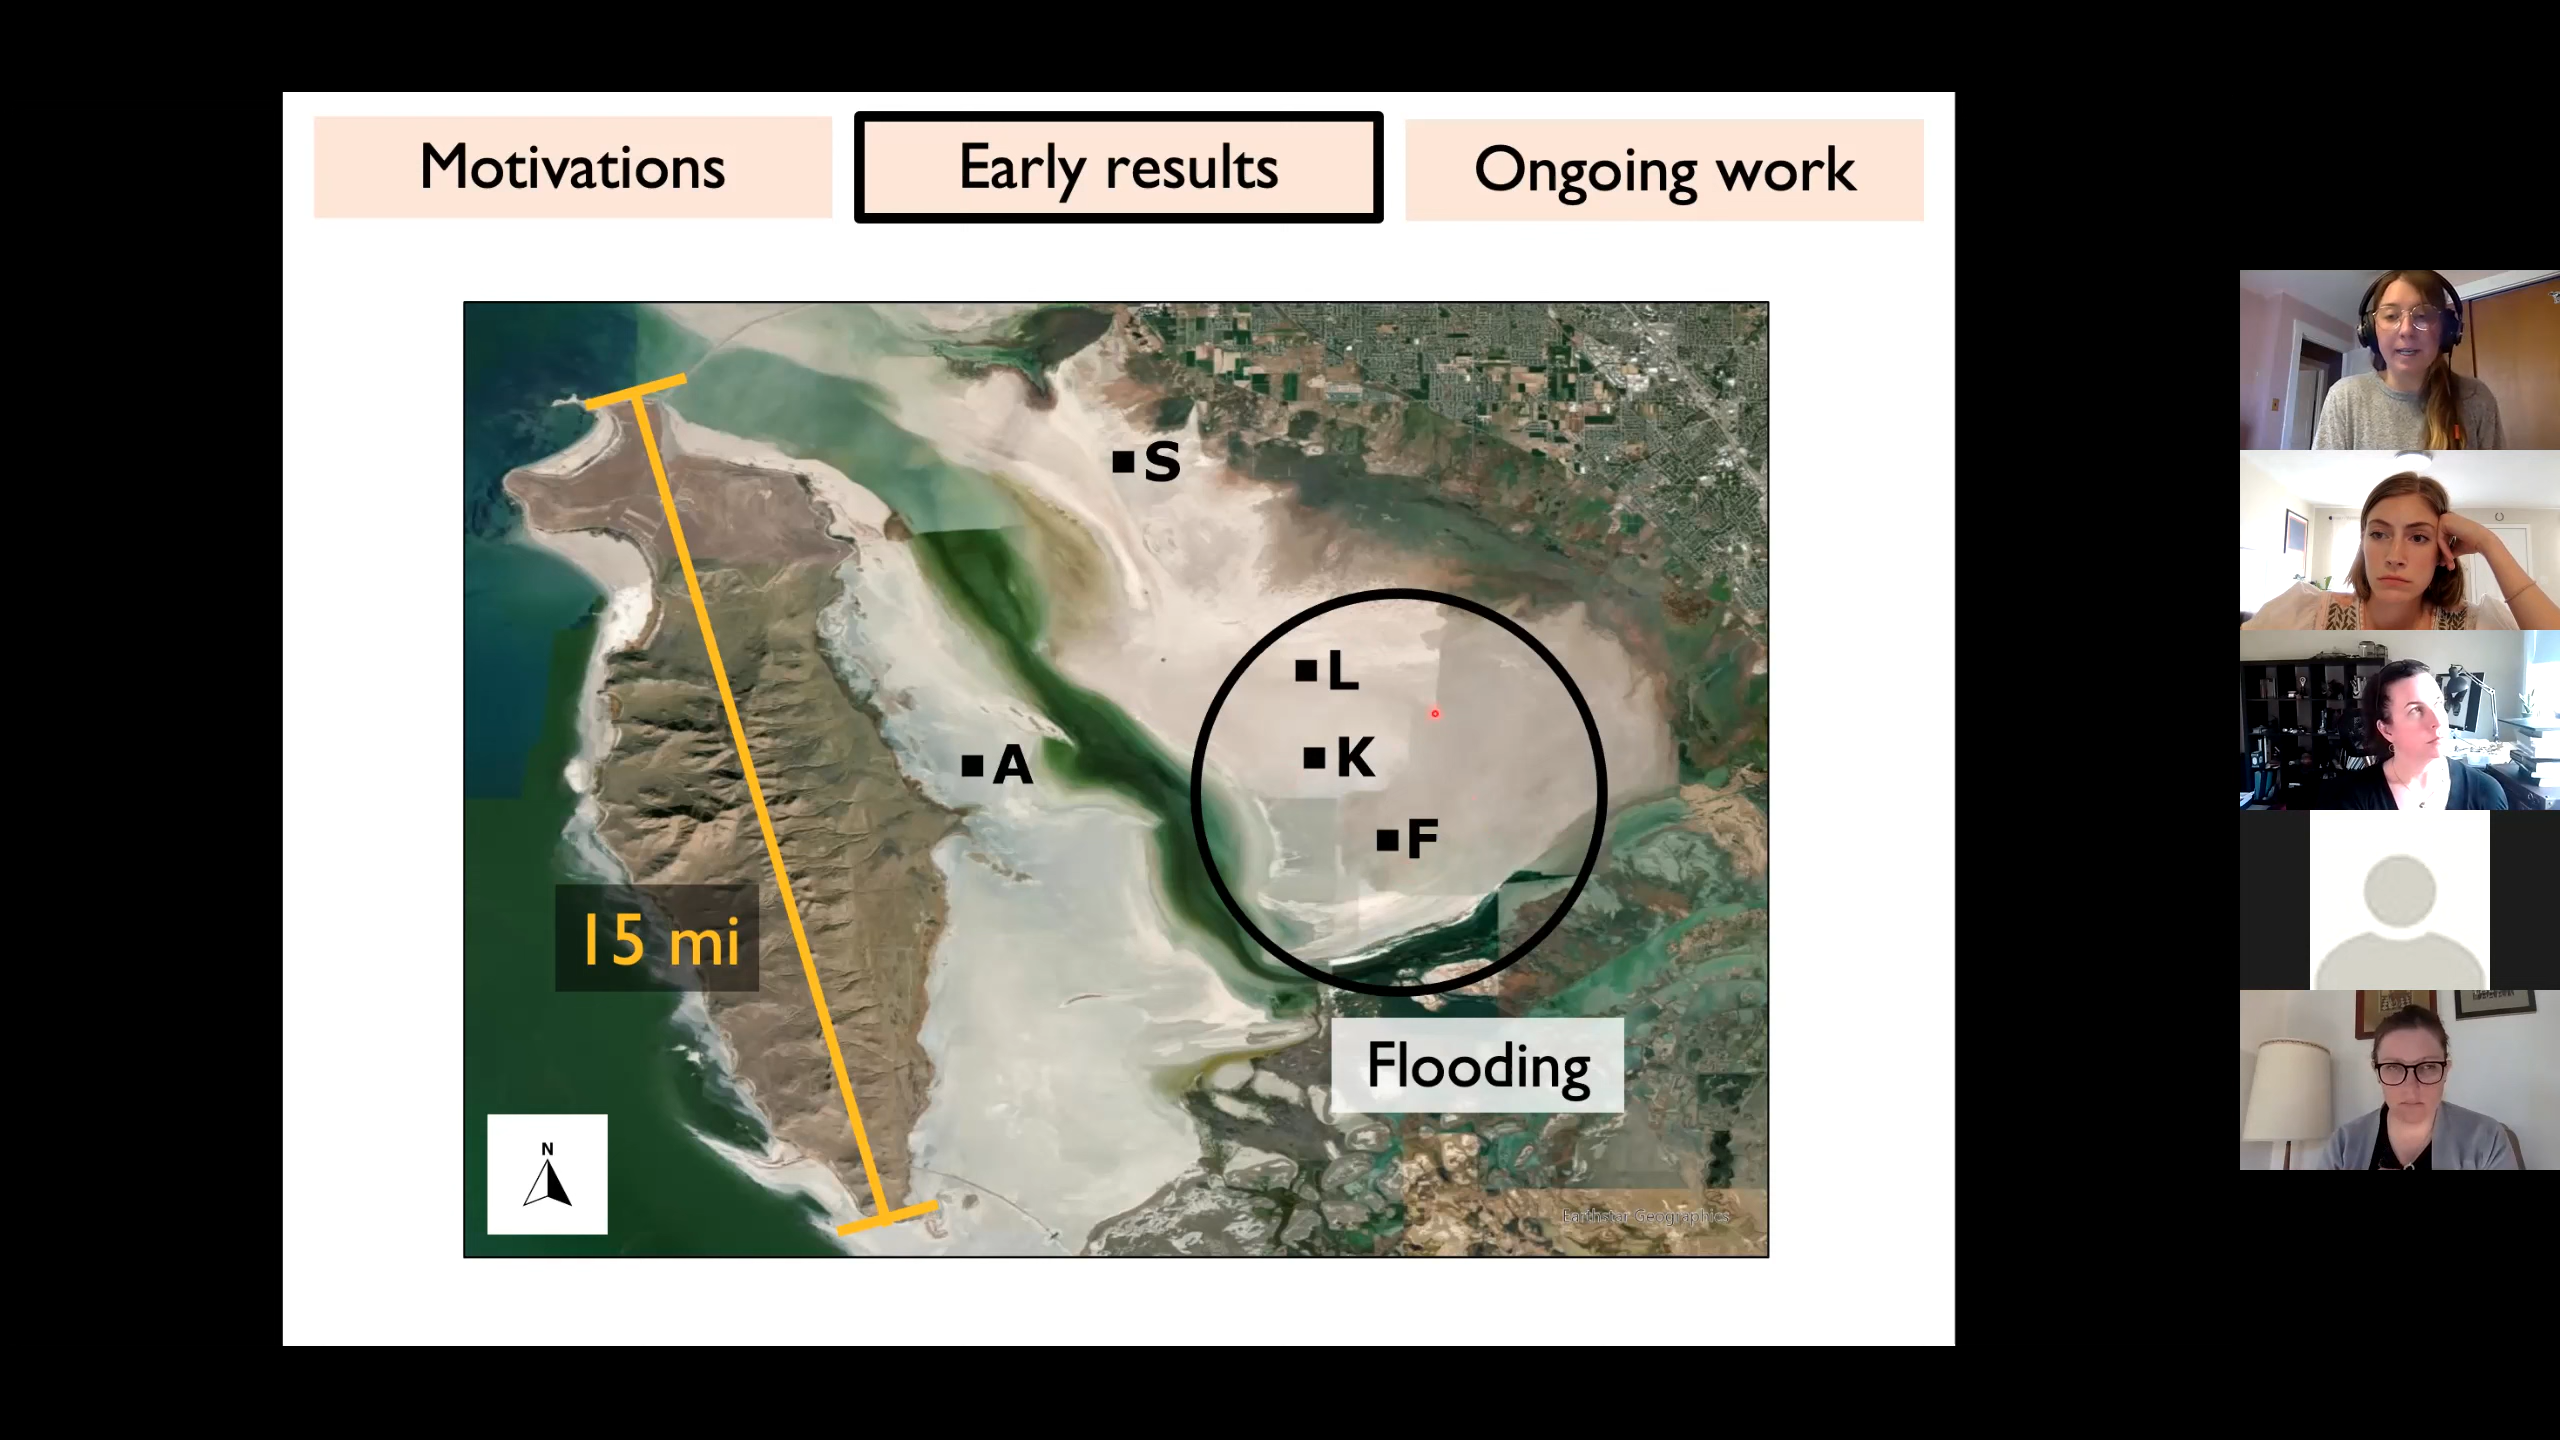 Motivations
Early results
Ongoing work
S
L
K
A
F
15 mi
Flooding
N
Earthstar Geographics